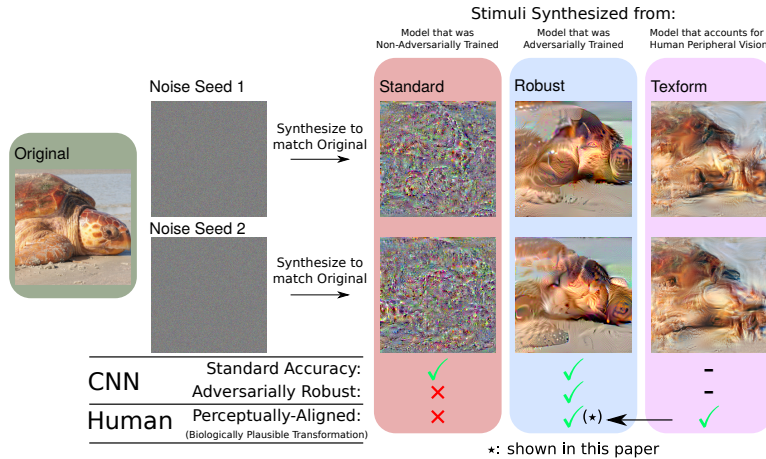 Stimuli Synthesized from:
Model that was
Non-Adversarially Trained
Model that was
Adversarially Trained
Model that accounts for
Human Peripheral Vision
Noise Seed 1
Standard
Robust
Texform
Original
Synthesize to
match Original
Noise Seed 2
Synthesize to
match Original
CNN
Standard Accuracy: ✓ ✓ -
Adversarially Robust: ✗ ✓ -
Human
Perceptually-Aligned: ✗ ✓(⋆) ✓
(Biologically Plausible Transformation)
⋆: shown in this paper